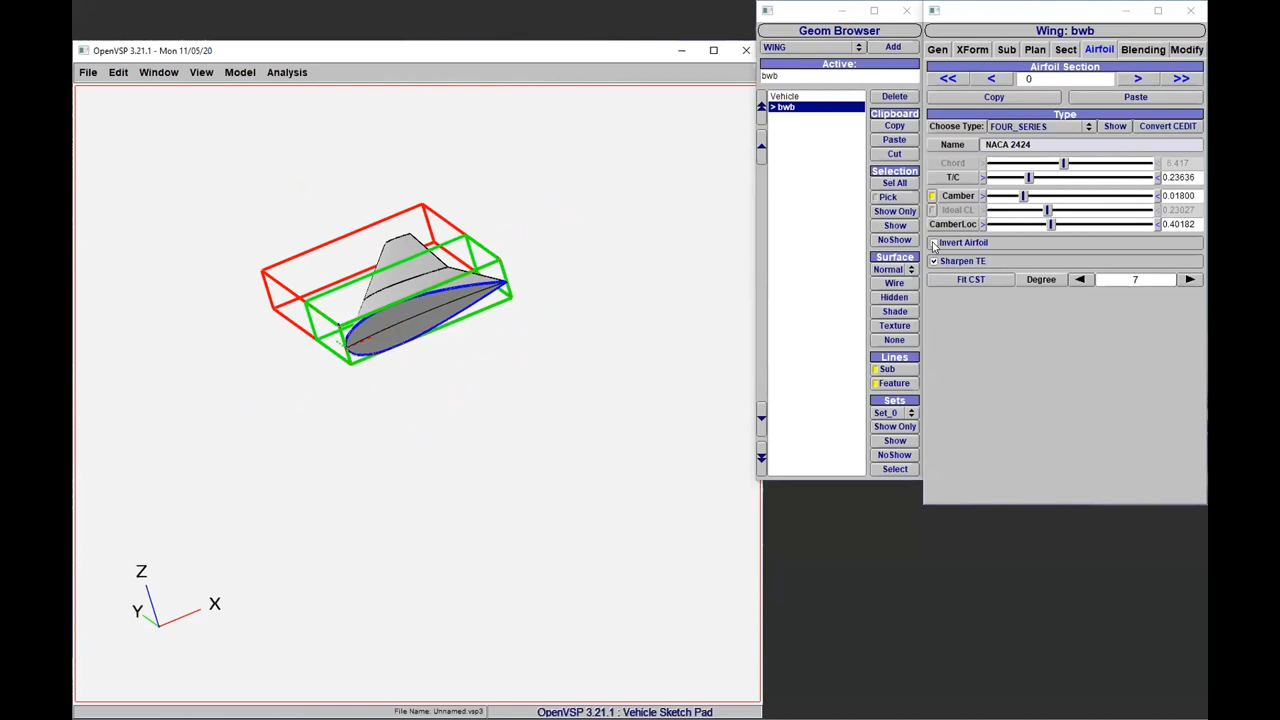 OpenVSP 3.21.1 - Mon 11/05/20
File Edit Window View Model Analysis
Z
Y
X
File Name: Unnamed.vsp3
OpenVSP 3.21.1 : Vehicle Sketch Pad
Geom Browser
WING
Add
Active:
bwb
Vehicle
> bwb
Delete
Clipboard
Copy
Paste
Cut
Selection
Sel All
Pick
Show Only
Show
NoShow
Surface
Normal
Wire
Hidden
Shade
Texture
None
Lines
Sub
Feature
Sets
Set_0
Show Only
Show
NoShow
Select
Wing: bwb
Gen XForm Sub Plan Sect Airfoil Blending Modify
Airfoil Section
<< < 0 > >>
Copy Paste
Type
Choose Type: FOUR_SERIES Show Convert CEDIT
Name NACA 2424
Chord > < 6.417
T/C > < 0.23636
Camber > < 0.01800
Ideal CL > < 0.23027
CamberLoc > < 0.40182
Invert Airfoil
Sharpen TE
Fit CST Degree 7